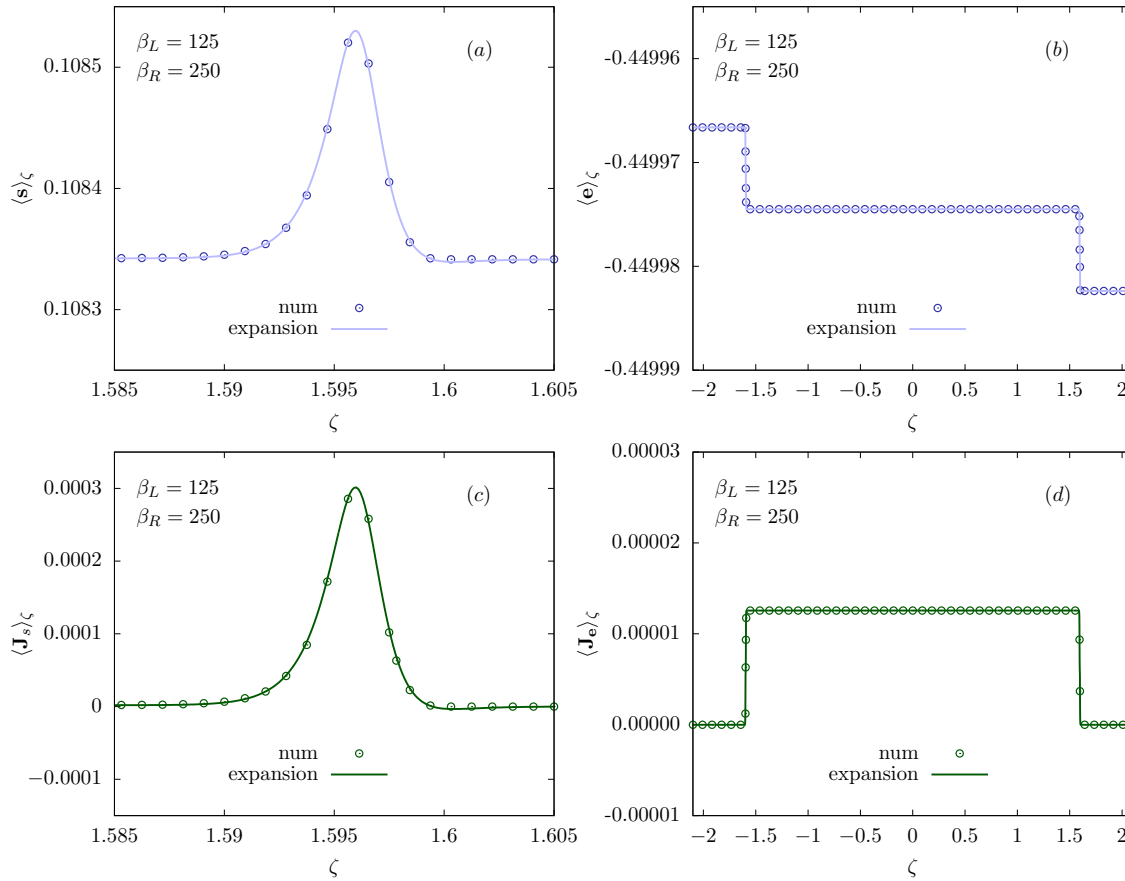 β_L = 125
β_R = 250
(a)
⟨s⟩_ζ
0.1085
0.1084
0.1084
0.1083
num
expansion
1.585
1.59
1.595
1.6
1.605
ζ
β_L = 125
β_R = 250
(b)
⟨e⟩_ζ
-0.44996
-0.44997
-0.44998
-0.44999
num
expansion
−2
−1.5
−1
−0.5
0
0.5
1
1.5
2
ζ
β_L = 125
β_R = 250
(c)
⟨J_s⟩_ζ
0.0003
0.0002
0.0001
0
−0.0001
num
expansion
1.585
1.59
1.595
1.6
1.605
ζ
β_L = 125
β_R = 250
(d)
⟨J_e⟩_ζ
0.00003
0.00002
0.00001
0.00000
-0.00001
num
expansion
−2
−1.5
−1
−0.5
0
0.5
1
1.5
2
ζ